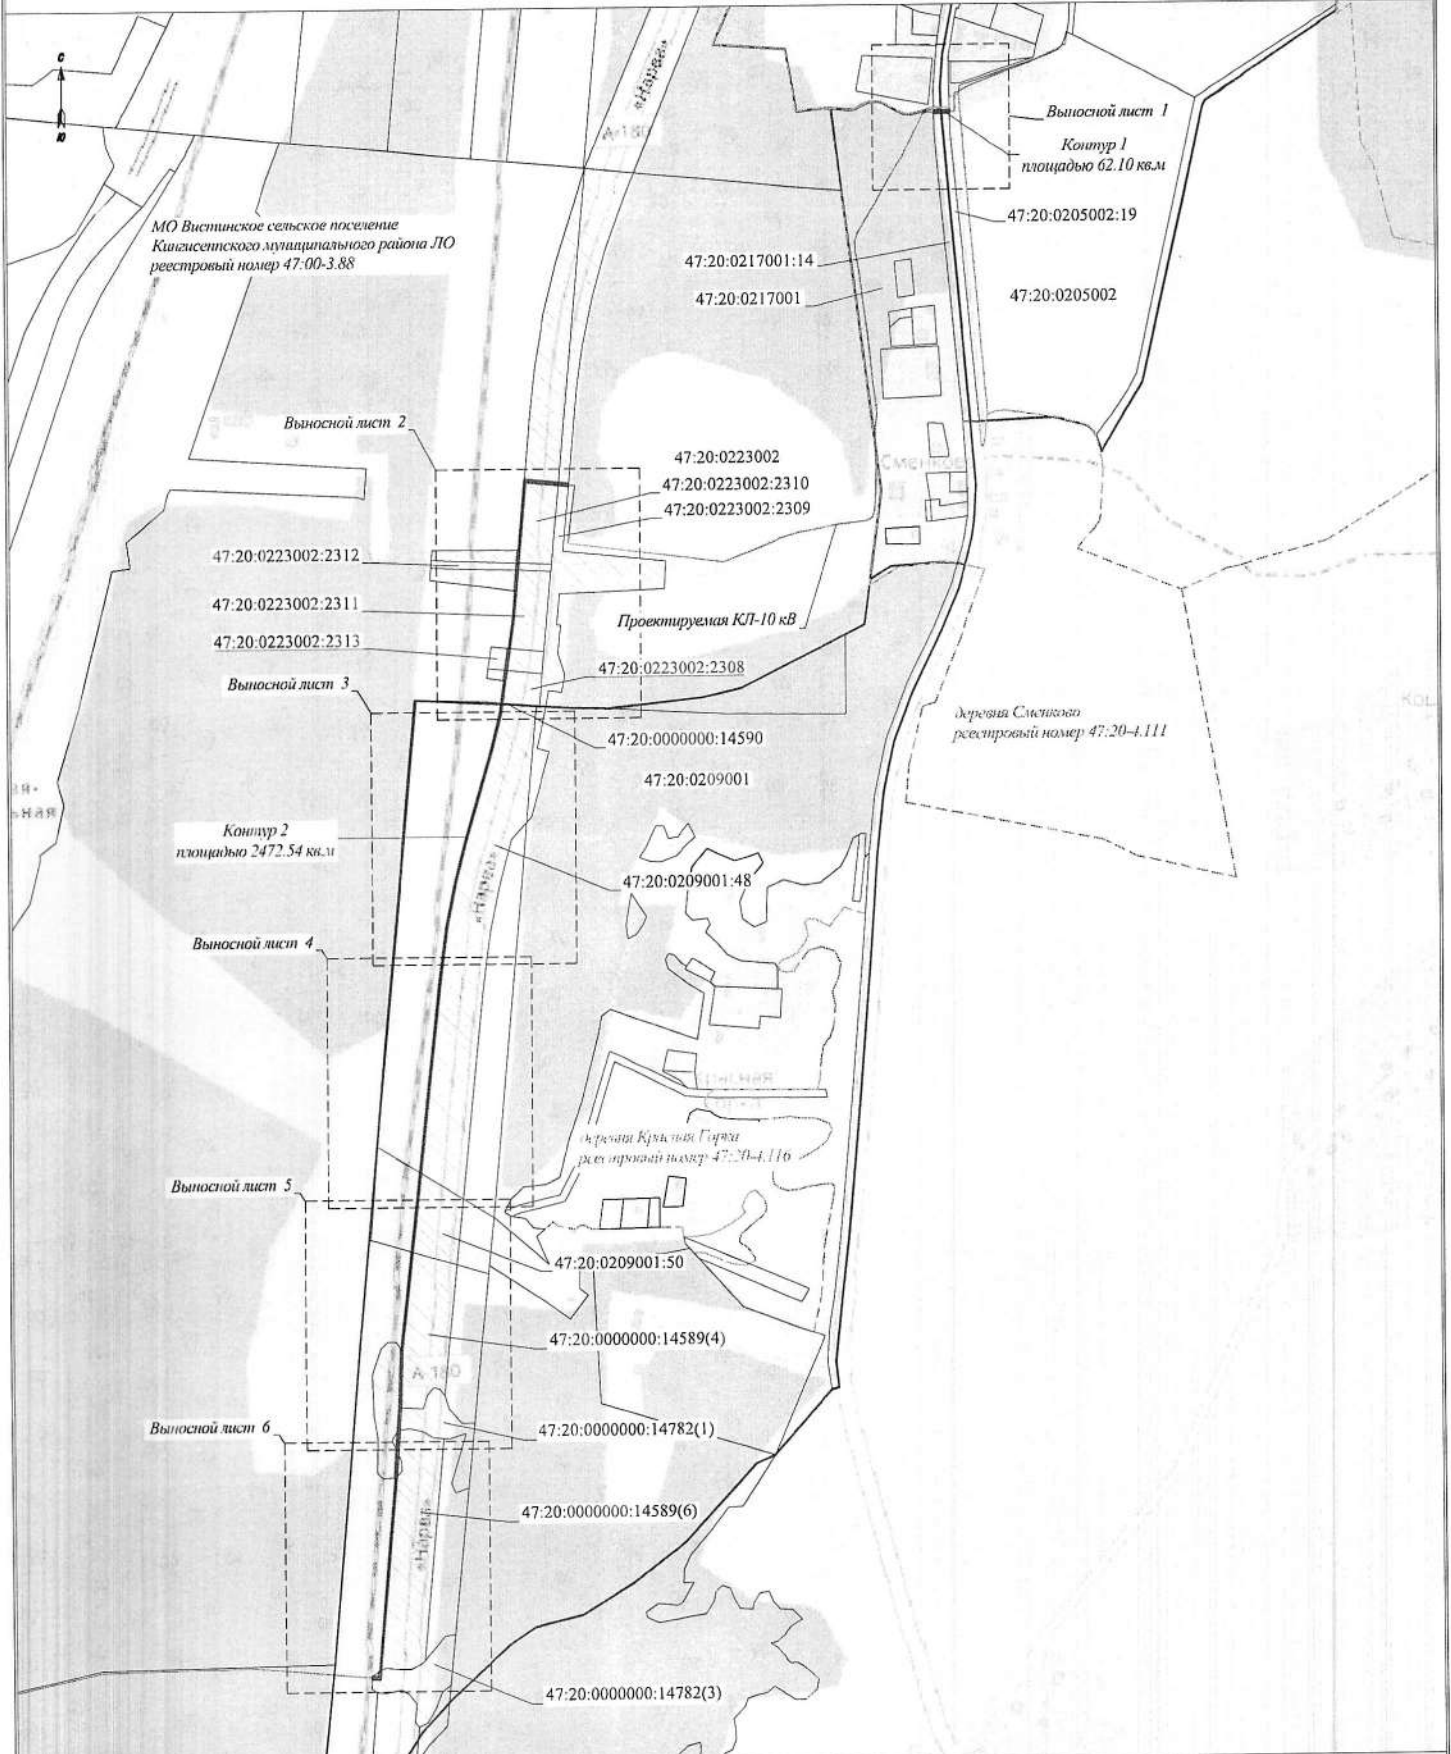 С
Ю
«Нарва»
А-180
Выносной лист 1
Контур 1
площадью 62.10 кв.м
47:20:0205002:19
МО Вистинское сельское поселение
Кингисеппского муниципального района ЛО
реестровый номер 47:00-3.88
47:20:0217001:14
47:20:0217001
47:20:0205002
Выносной лист 2
47:20:0223002
47:20:0223002:2310
47:20:0223002:2309
Сменково
47:20:0223002:2312
47:20:0223002:2311
Проектируемая КЛ-10 кВ
47:20:0223002:2313
47:20:0223002:2308
Выносной лист 3
деревня Сменково
реестровый номер 47:20-4.111
47:20:0000000:14590
47:20:0209001
Контур 2
площадью 2472.54 кв.м
47:20:0209001:48
«Нарва»
Выносной лист 4
деревня Красная Горка
реестровый номер 47:20-4.116
Выносной лист 5
47:20:0209001:50
47:20:0000000:14589(4)
А-180
Выносной лист 6
47:20:0000000:14782(1)
47:20:0000000:14589(6)
«Нарва»
47:20:0000000:14782(3)